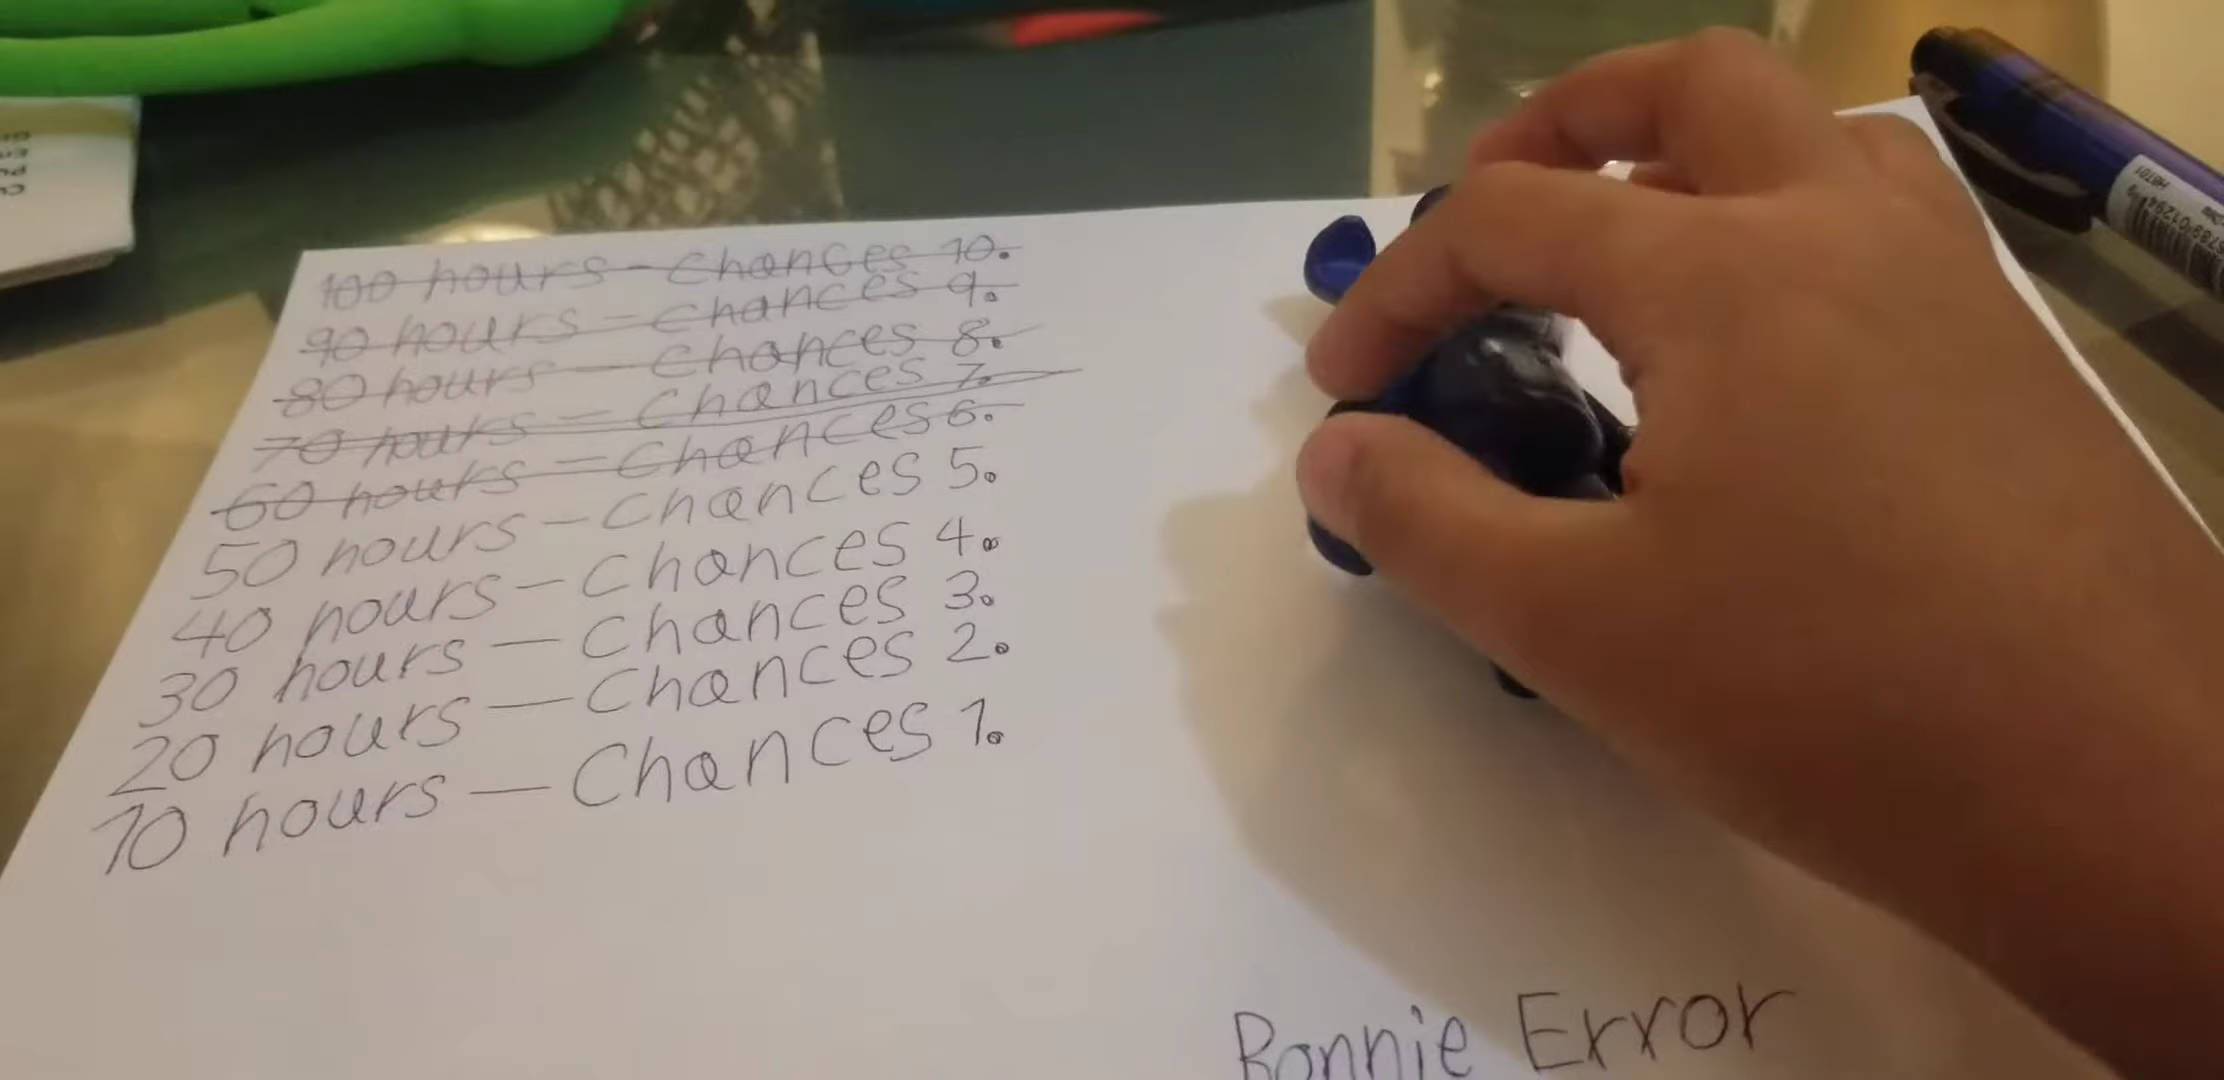 100 hours - Chances 10.
90 hours - Chances 9.
80 hours - Chances 8.
70 hours - Chances 7.
60 hours - Chances 6.
50 hours - Chances 5.
40 hours - Chances 4.
30 hours - Chances 3.
20 hours - Chances 2.
10 hours - Chances 1.
Bonnie Error